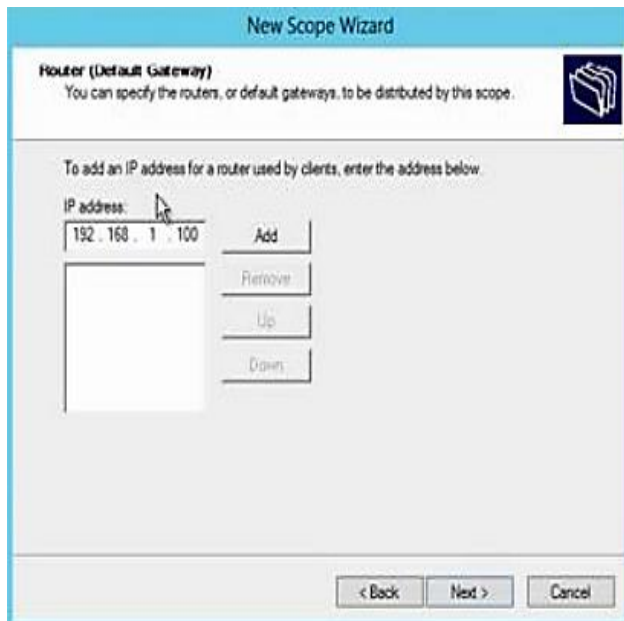 New Scope Wizard
Router (Default Gateway)
You can specify the routers, or default gateways, to be distributed by this scope.
To add an IP address for a router used by clients, enter the address below.
IP address:
192 . 168 . 1 . 100
Add
Remove
Up
Down
< Back
Next >
Cancel